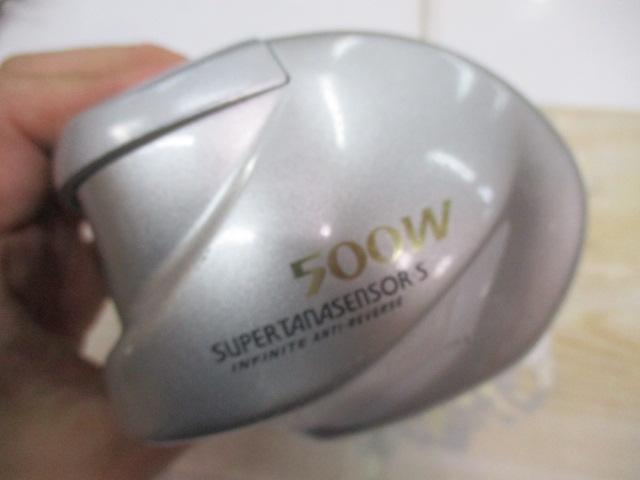 500W
SUPERTANASENSOR·S
INFINITE ANTI-REVERSE